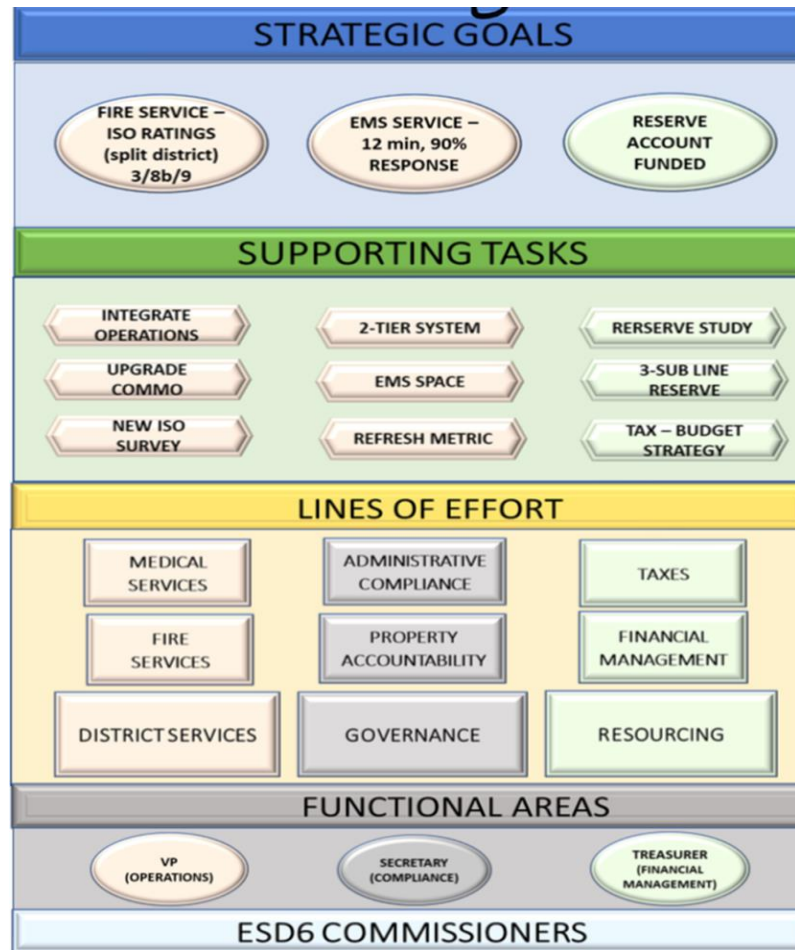 STRATEGIC GOALS
FIRE SERVICE –
ISO RATINGS
(split district)
3/8b/9
EMS SERVICE –
12 min, 90%
RESPONSE
RESERVE
ACCOUNT
FUNDED
SUPPORTING TASKS
INTEGRATE
OPERATIONS
2-TIER SYSTEM
RERSERVE STUDY
UPGRADE
COMMO
EMS SPACE
3-SUB LINE
RESERVE
NEW ISO
SURVEY
REFRESH METRIC
TAX – BUDGET
STRATEGY
LINES OF EFFORT
MEDICAL
SERVICES
ADMINISTRATIVE
COMPLIANCE
TAXES
FIRE
SERVICES
PROPERTY
ACCOUNTABILITY
FINANCIAL
MANAGEMENT
DISTRICT SERVICES
GOVERNANCE
RESOURCING
FUNCTIONAL AREAS
VP
(OPERATIONS)
SECRETARY
(COMPLIANCE)
TREASURER
(FINANCIAL
MANAGEMENT)
ESD6 COMMISSIONERS